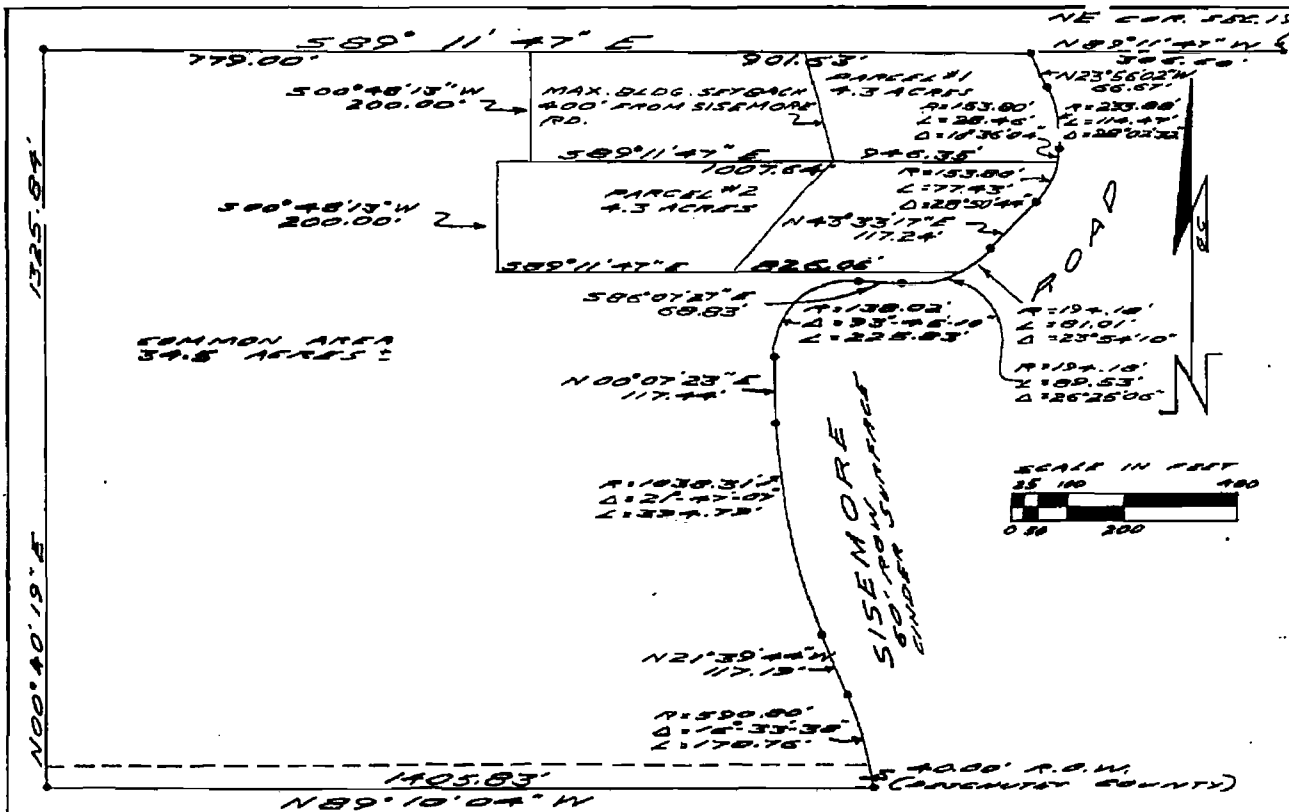 NE COR. SEC. 19
S89° 11' 47" E
N89°11'47"W
779.00'
901.53'
306.60'
S00°48'13"W
200.00'
MAX. BLDG. SETBACK
400' FROM SISEMORE
RD.
PARCEL #1
4.3 ACRES
N23°56'02"W
66.67'
R=153.80'
L=28.46'
Δ=10°36'04"
R=233.88'
L=114.47'
Δ=28°02'32"
S89°11'47"E
946.35'
1007.64'
PARCEL #2
4.3 ACRES
R=153.80'
L=77.43'
Δ=28°50'44"
S00°48'13"W
200.00'
N43°33'17"E
117.24'
S89°11'47"E
826.06'
S86°07'27"E
68.83'
R=138.02'
Δ=93°-45'-10"
L=225.83'
ROAD
R=194.18'
L=81.01'
Δ=23°54'10"
R=194.18'
L=89.53'
Δ=26°25'06"
1325.84'
COMMON AREA
34.5 ACRES ±
N00°07'23"E
117.44'
R=1038.31'
Δ=21°-47'-07"
L=394.79'
SISEMORE
60' ROW
CINDER SURFACE
SCALE IN FEET
25 100 400
0 50 200
N21°39'44"W
117.19'
R=590.80'
Δ=16°-33'-38"
L=170.76'
N00°40'19"E
1405.83'
N89°10'04"W
40.00' R.O.W.
(DESCHUTES COUNTY)